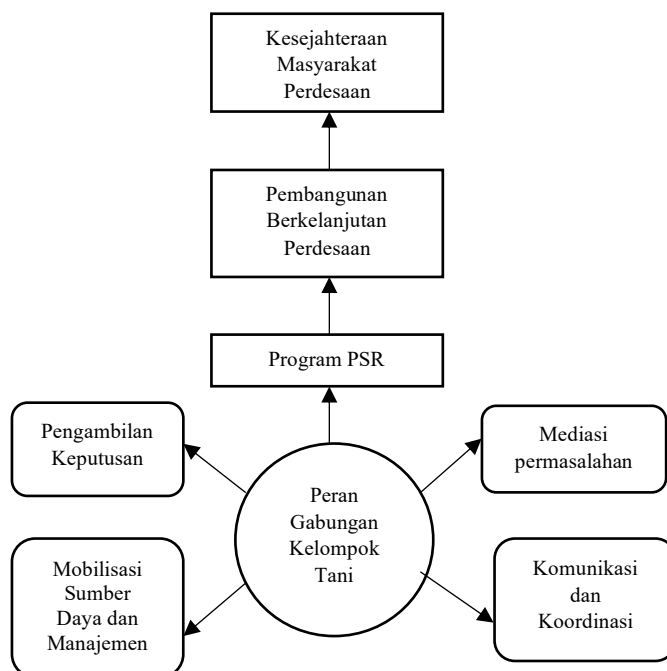 Kesejahteraan
Masyarakat
Perdesaan
Pembangunan
Berkelanjutan
Perdesaan
Program PSR
Pengambilan
Keputusan
Mediasi
permasalahan
Peran
Gabungan
Kelompok
Tani
Mobilisasi
Sumber
Daya dan
Manajemen
Komunikasi
dan
Koordinasi